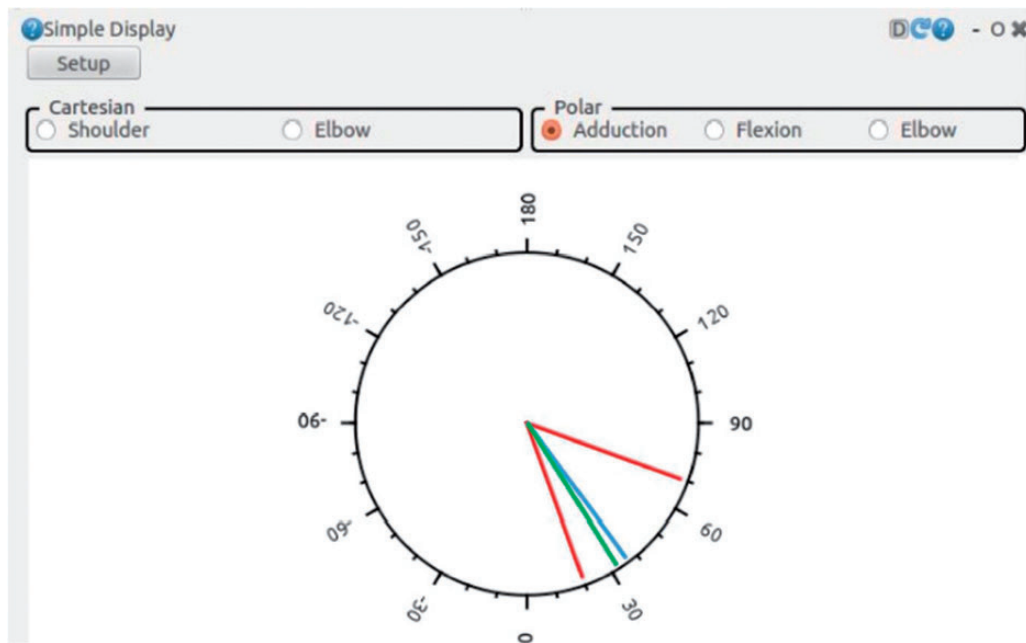 Simple Display
D
?
- O ✖
Setup
Cartesian
Shoulder
Elbow
Polar
Adduction
Flexion
Elbow
180
-150
150
-120
120
-90
90
-60
60
-30
30
0